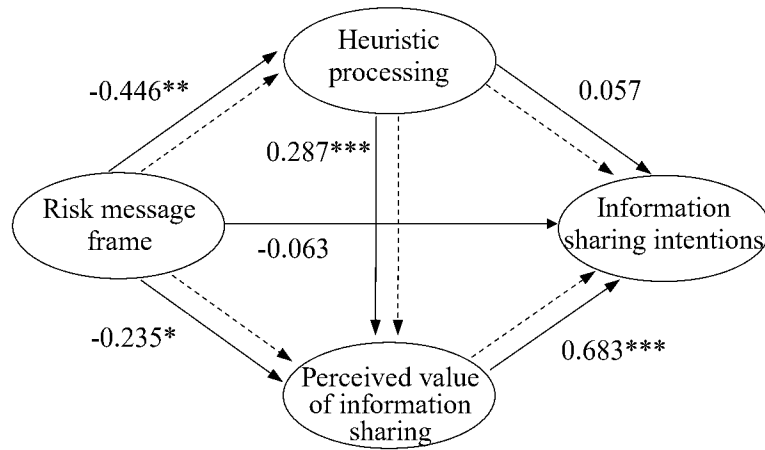 Heuristic
processing
-0.446**
0.057
0.287***
Risk message
frame
Information
sharing intentions
-0.063
-0.235*
0.683***
Perceived value
of information
sharing